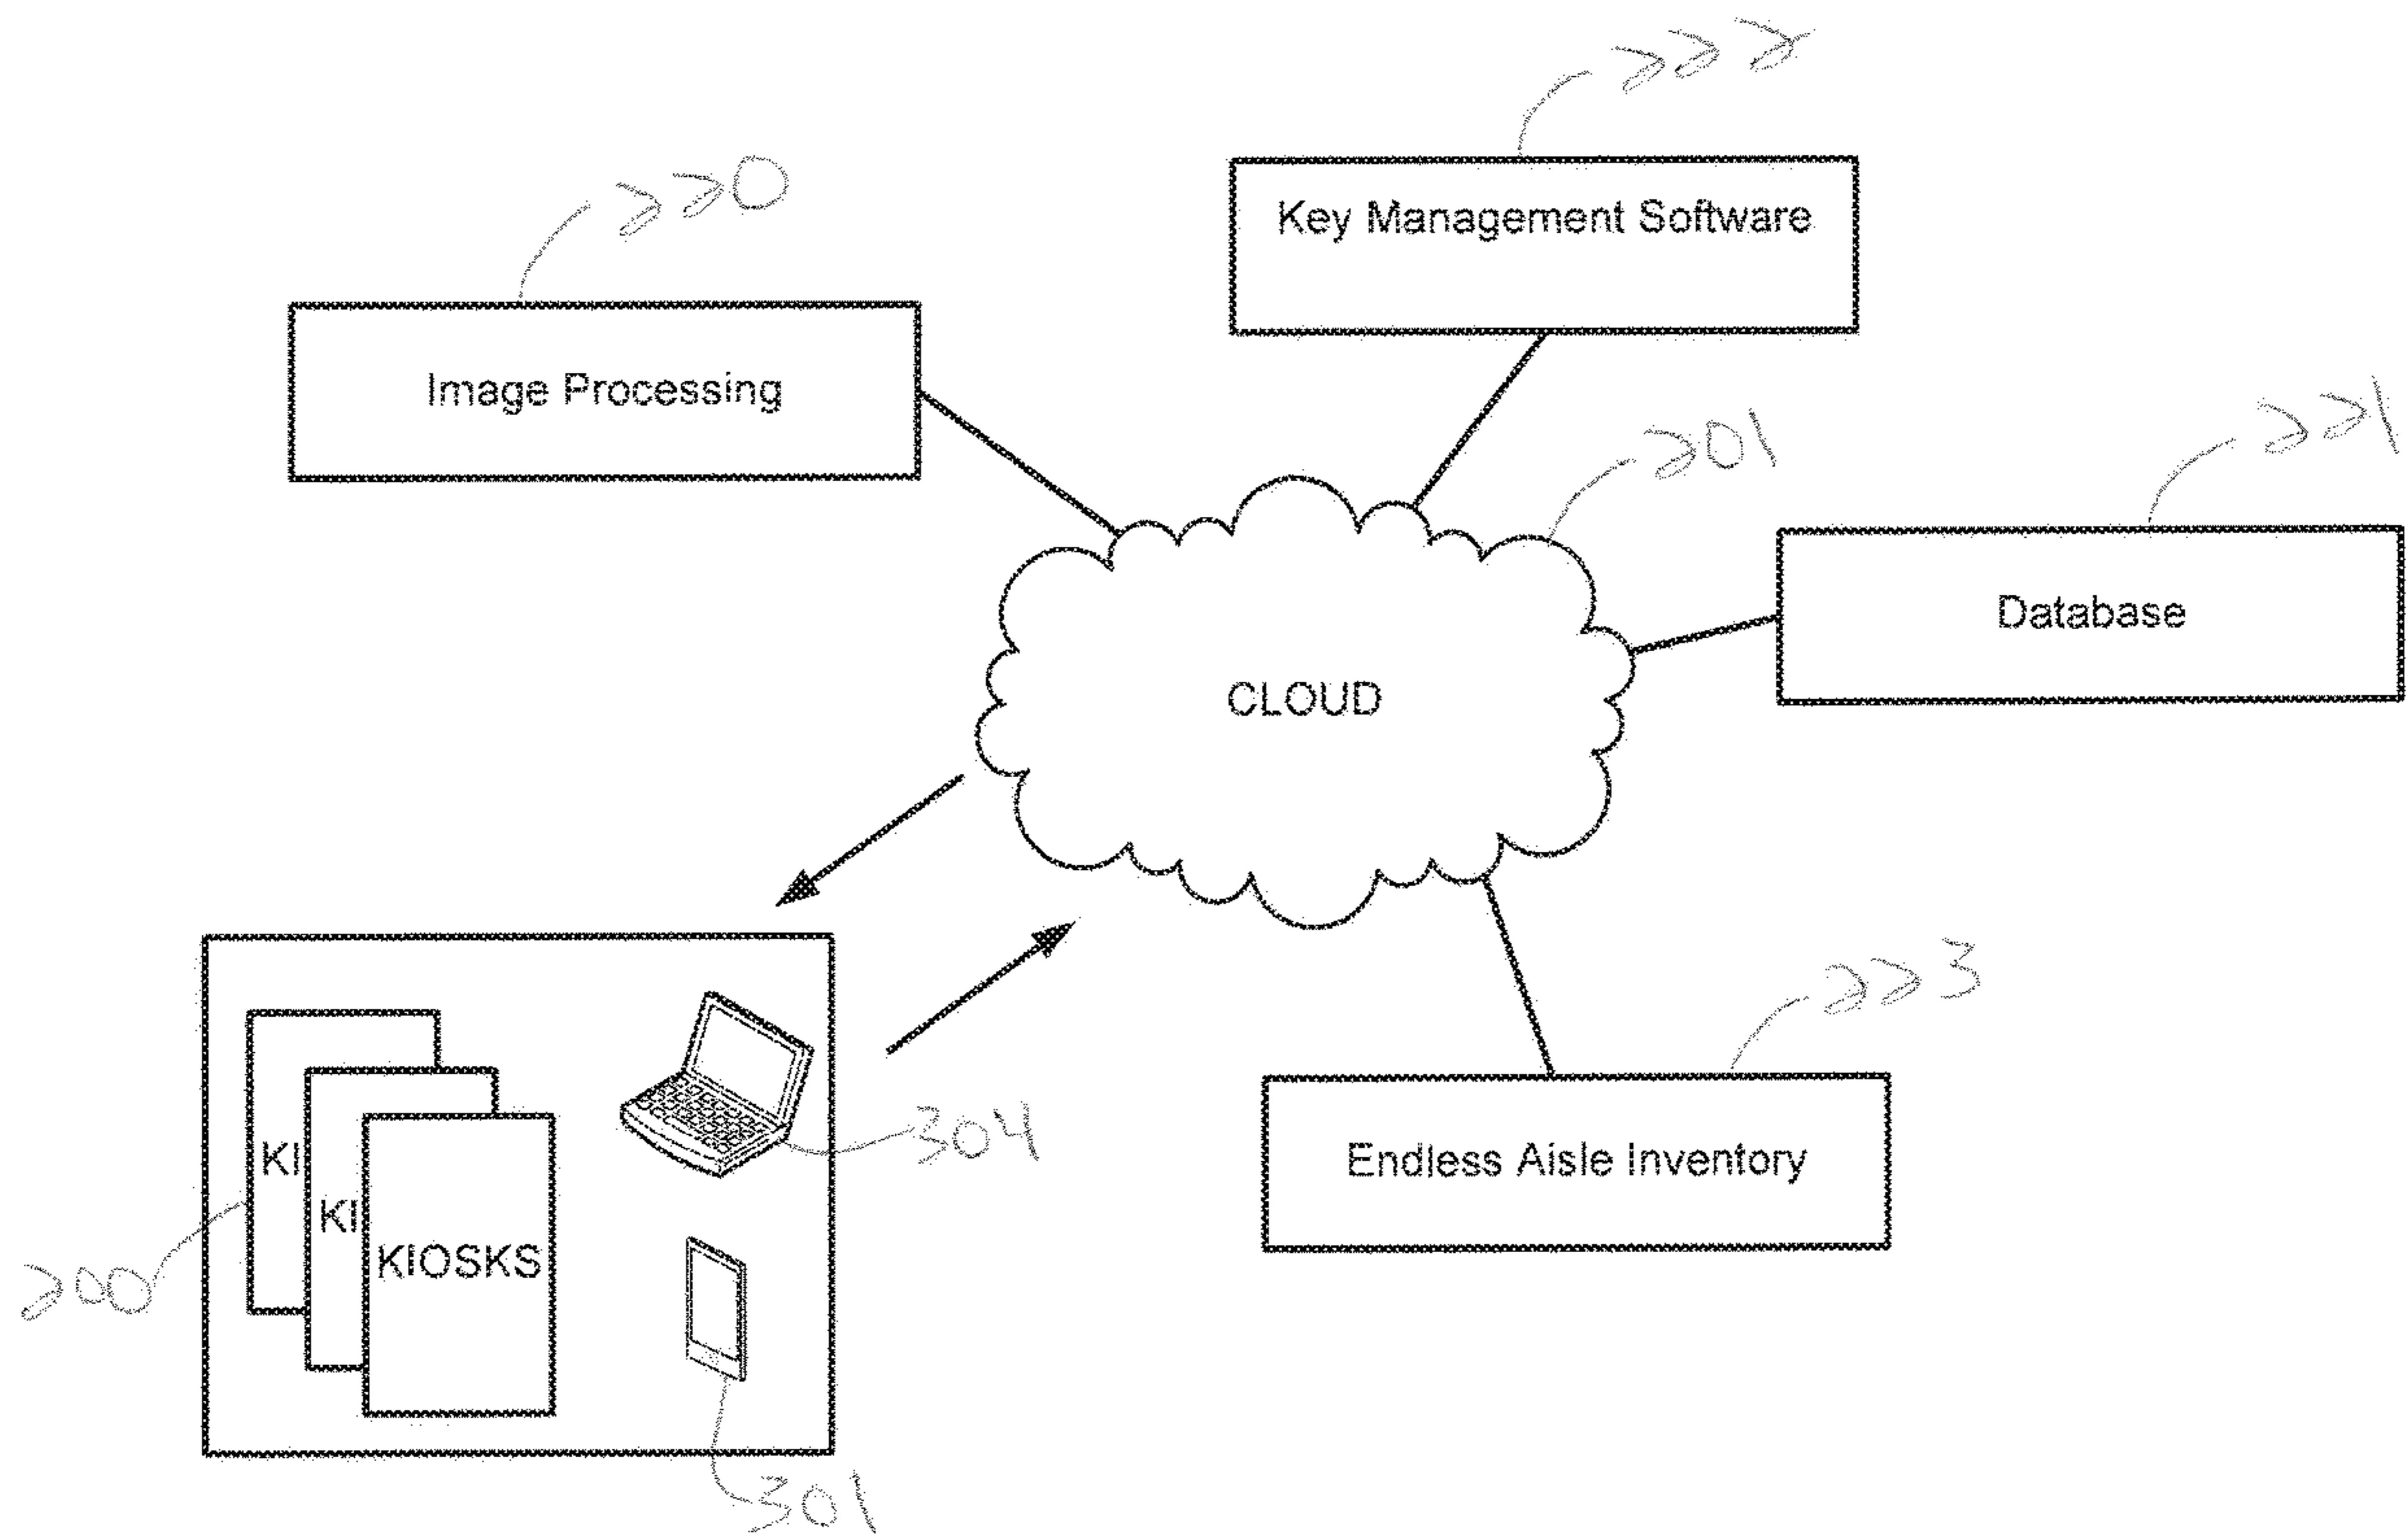 222
220
Key Management Software
Image Processing
201
221
Database
CLOUD
223
304
KI
Endless Aisle Inventory
KI
KIOSKS
200
301